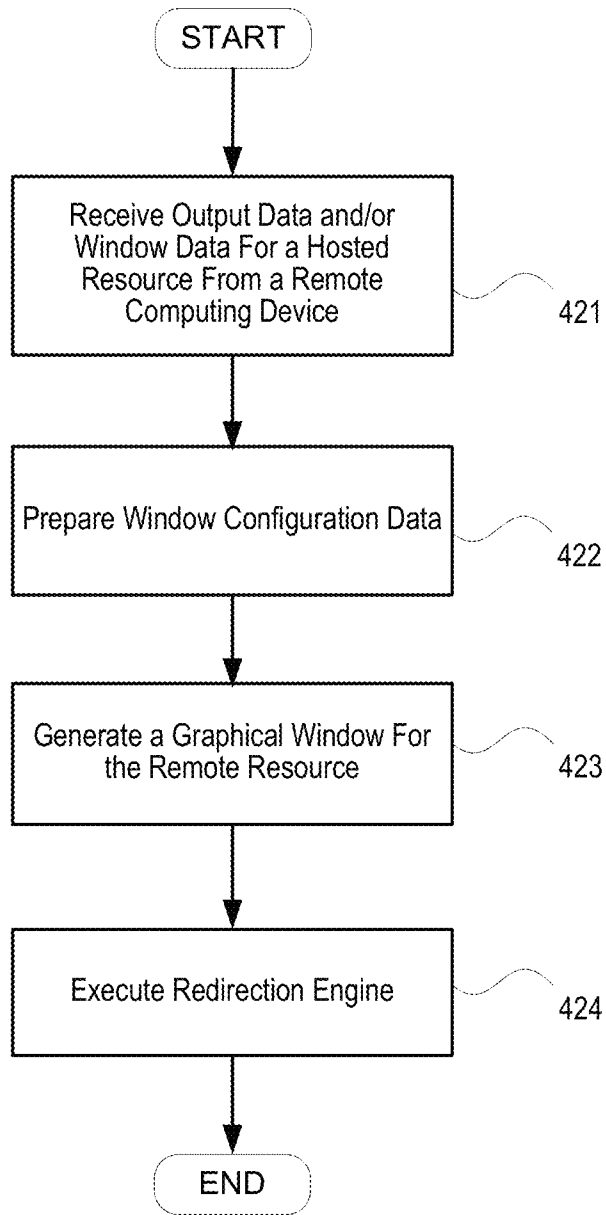 START
Receive Output Data and/or
Window Data For a Hosted
Resource From a Remote
Computing Device
421
Prepare Window Configuration Data
422
Generate a Graphical Window For
the Remote Resource
423
Execute Redirection Engine
424
END